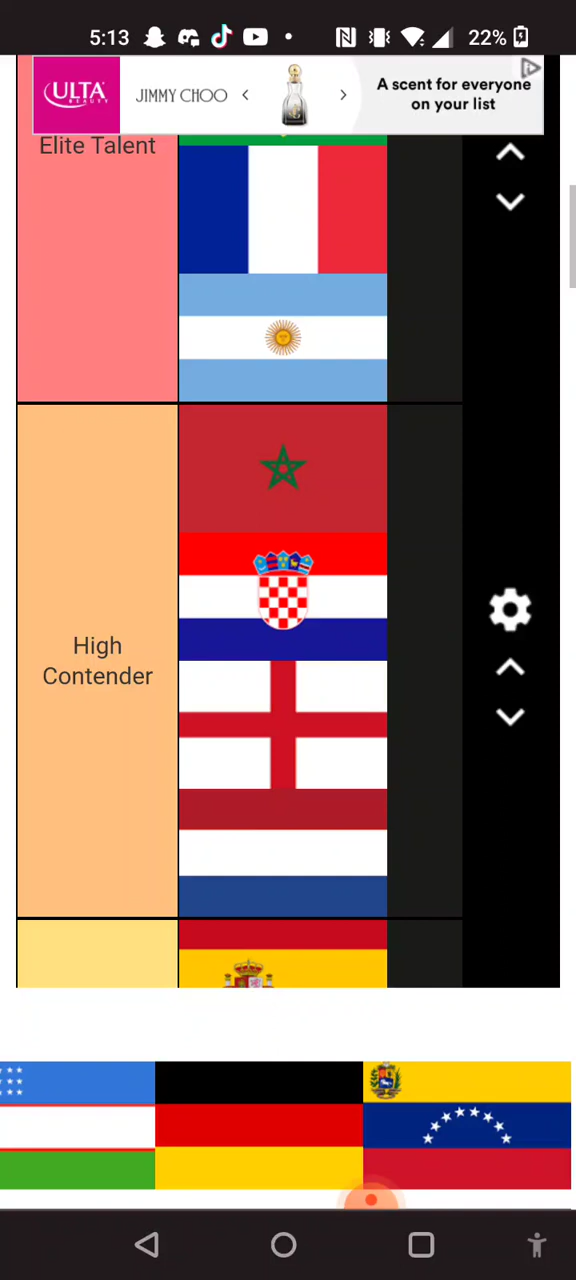 5:13
22%
ULTA
BEAUTY
JIMMY CHOO
A scent for everyone
on your list
Elite Talent
High
Contender